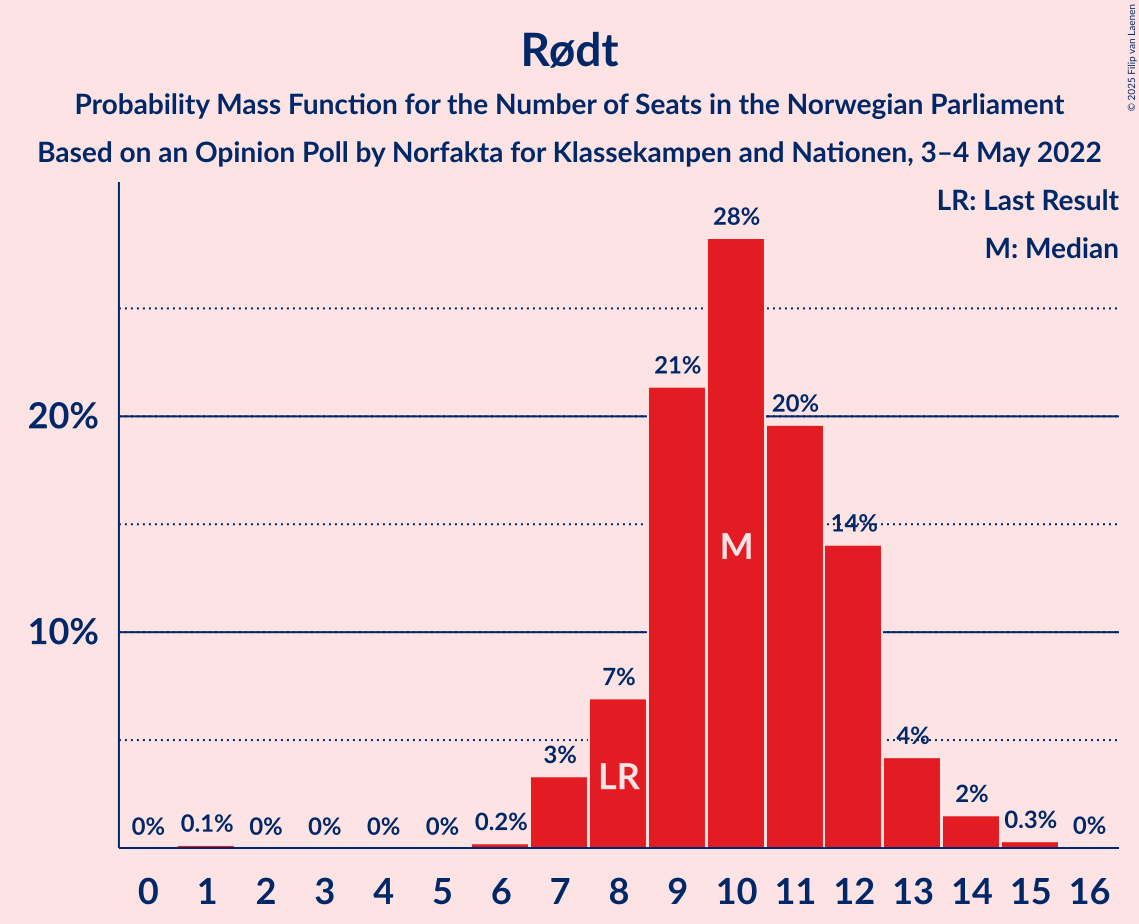 Rødt
Probability Mass Function for the Number of Seats in the Norwegian Parliament
Based on an Opinion Poll by Norfakta for Klassekampen and Nationen, 3–4 May 2022
© 2025 Filip van Laenen
LR: Last Result
M: Median
20%
10%
0% 0.1% 0% 0% 0% 0% 0.2% 3% 7% 21% 28% 20% 14% 4% 2% 0.3% 0%
LR
M
0 1 2 3 4 5 6 7 8 9 10 11 12 13 14 15 16